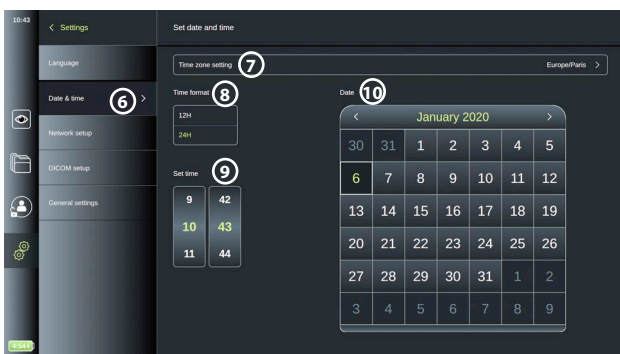 10:43
< Settings
Set date and time
Language
Time zone setting 7 Europe/Paris >
Date & time 6 >
Time format 8
Date 10
12H
24H
< January 2020 >
Network setup
30 31 1 2 3 4 5
DICOM setup
Set time 9
6 7 8 9 10 11 12
General settings
9 42
13 14 15 16 17 18 19
10 43
20 21 22 23 24 25 26
11 44
27 28 29 30 31 1 2
3 4 5 6 7 8 9
4:54